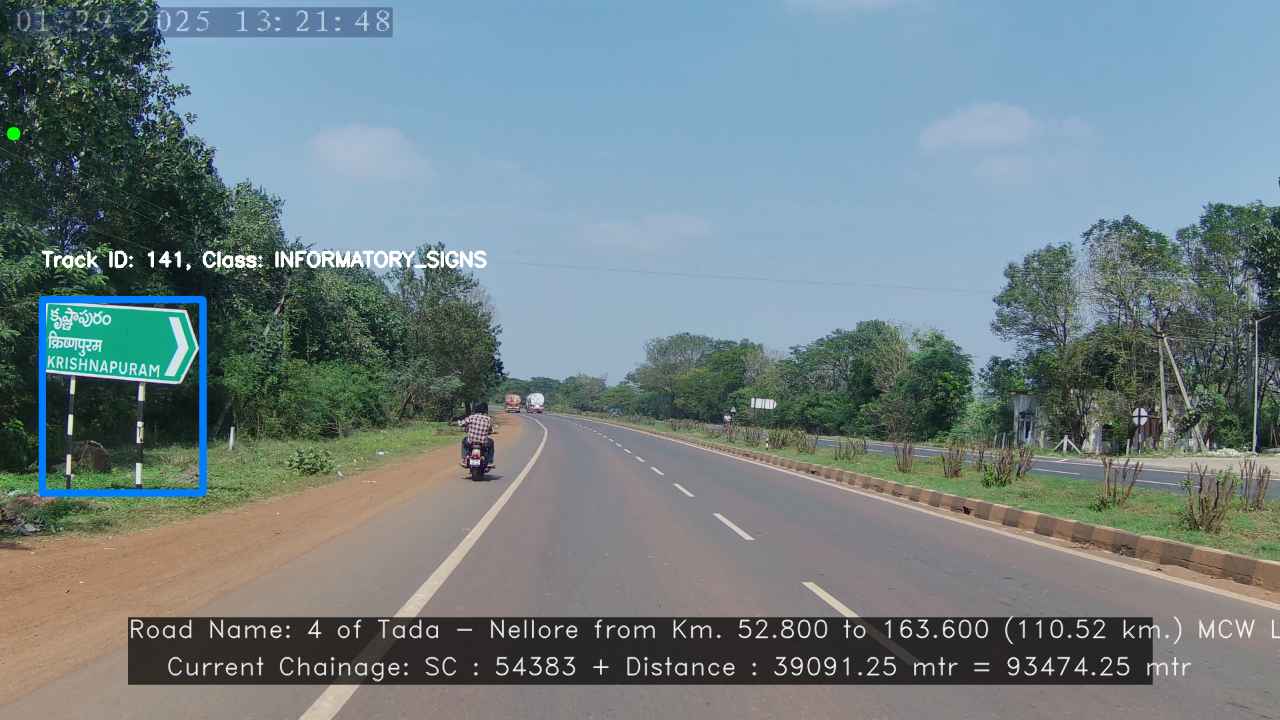 01-29-2025 13:21:48
Track ID: 141, Class: INFORMATORY_SIGNS
కృష్ణాపురం
क्रिष्णपुरम
KRISHNAPURAM
Road Name: 4 of Tada - Nellore from Km. 52.800 to 163.600 (110.52 km.) MCW
Current Chainage: SC : 54383 + Distance : 39091.25 mtr = 93474.25 mtr